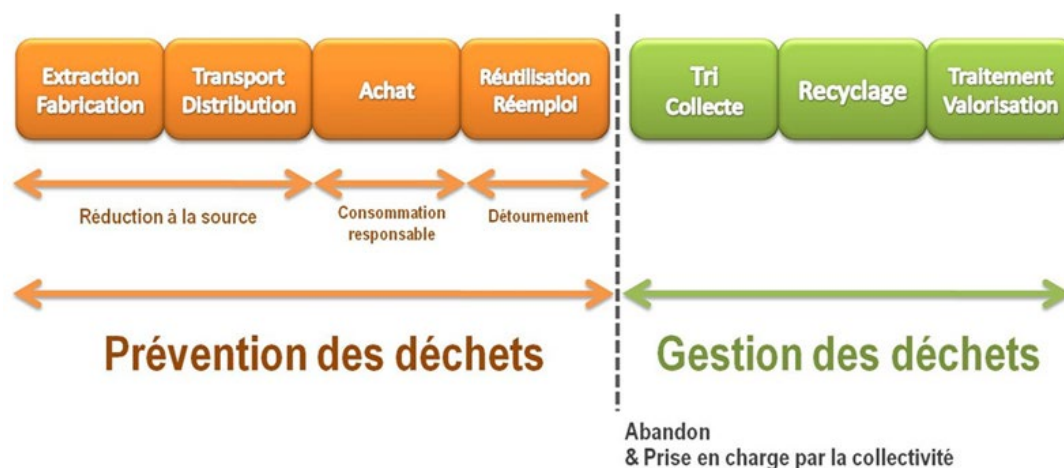 Extraction
Fabrication
Transport
Distribution
Achat
Réutilisation
Réemploi
Tri
Collecte
Recyclage
Traitement
Valorisation
Réduction à la source
Consommation
responsable
Détournement
Prévention des déchets
Gestion des déchets
Abandon
& Prise en charge par la collectivité